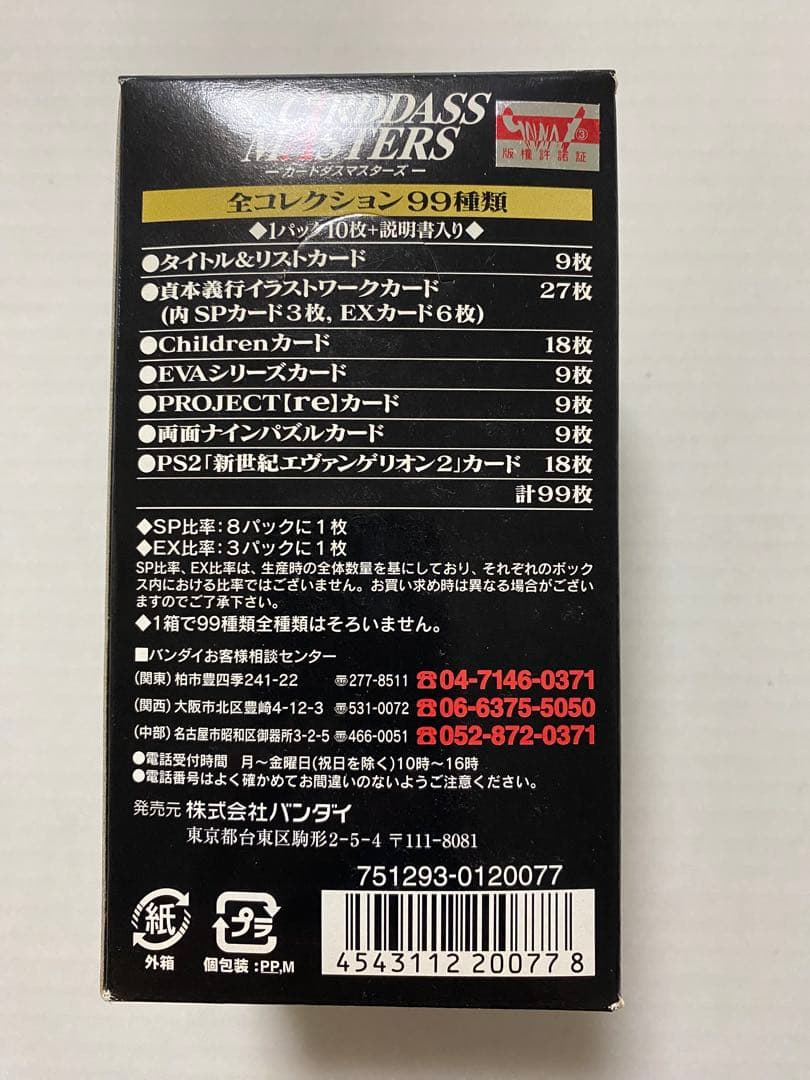 CARDDASS
MASTERS
ーカードダスマスターズー
GAINAX ③
版権許諾証
全コレクション99種類
◆1パック10枚+説明書入り◆
●タイトル&リストカード 9枚
●貞本義行イラストワークカード 27枚
(内 SPカード3枚, EXカード6枚)
●Childrenカード 18枚
●EVAシリーズカード 9枚
●PROJECT【re】カード 9枚
●両面ナインパズルカード 9枚
●PS2「新世紀エヴァンゲリオン2」カード 18枚
計99枚
◆SP比率:8パックに1枚
◆EX比率:3パックに1枚
SP比率、EX比率は、生産時の全体数量を基にしており、それぞれのボック
ス内における比率ではございません。お買い求め時は異なる場合がござい
ますのでご了承下さい。
◆1箱で99種類全種類はそろいません。
■バンダイお客様相談センター
(関東)柏市豊四季241-22 〠277-8511 ☎04-7146-0371
(関西)大阪市北区豊崎4-12-3 〠531-0072 ☎06-6375-5050
(中部)名古屋市昭和区御器所3-2-5 〠466-0051 ☎052-872-0371
●電話受付時間 月〜金曜日(祝日を除く)10時〜16時
●電話番号はよく確かめてお間違いのないようご注意ください。
発売元 株式会社バンダイ
東京都台東区駒形2-5-4 〒111-8081
751293-0120077
紙
外箱
プラ
個包装:PP,M
4543112200778